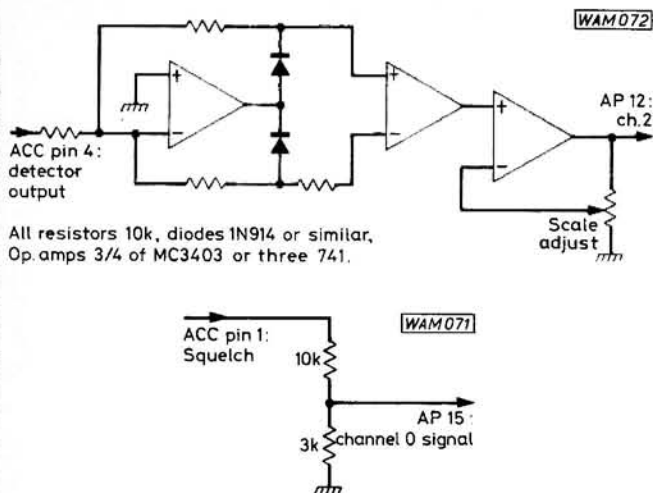 WAM072
+
−
+
−
+
−
AP 12:
ch.2
ACC pin 4:
detector
output
Scale
adjust
All resistors 10k, diodes 1N914 or similar,
Op.amps 3/4 of MC3403 or three 741.
WAM071
ACC pin 1:
Squelch
10k
AP 15:
channel 0 signal
3k